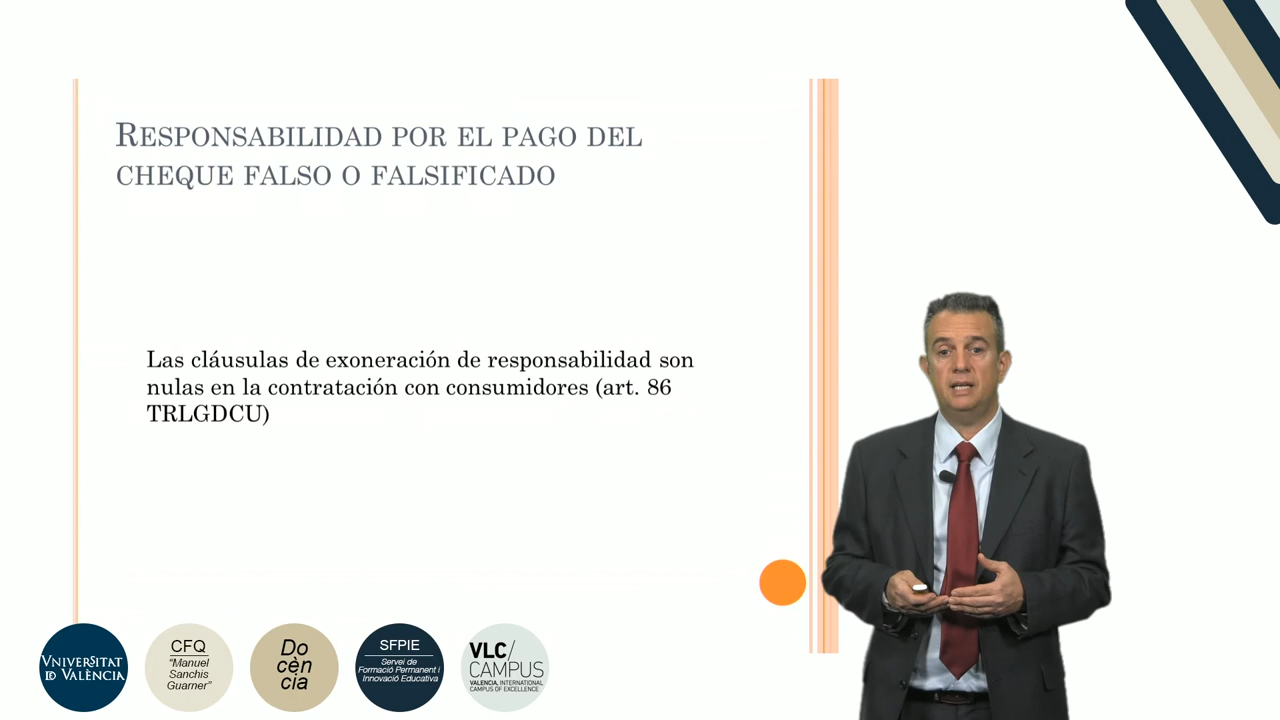 RESPONSABILIDAD POR EL PAGO DEL
CHEQUE FALSO O FALSIFICADO
Las cláusulas de exoneración de responsabilidad son
nulas en la contratación con consumidores (art. 86
TRLGDCU)
VNIVERSITAT
ID VALÈNCIA
CFQ
"Manuel
Sanchis
Guarner"
Do
cèn
cia
SFPIE
Servei de
Formació Permanent i
Innovació Educativa
VLC/
CAMPUS
VALENCIA, INTERNATIONAL
CAMPUS OF EXCELLENCE